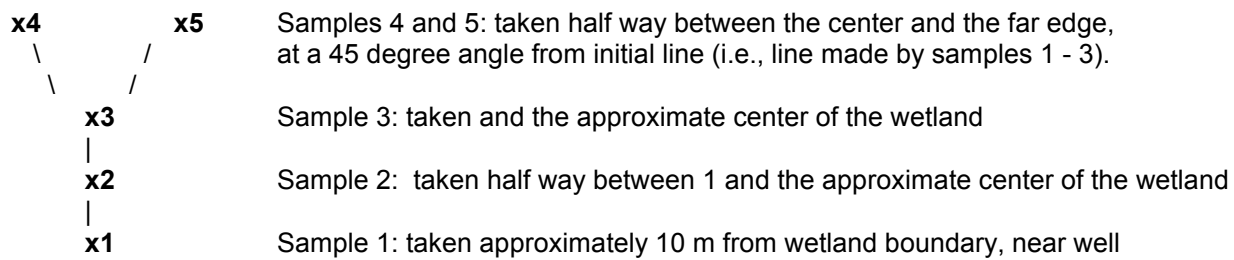 x4 x5 Samples 4 and 5: taken half way between the center and the far edge,
\ / at a 45 degree angle from initial line (i.e., line made by samples 1 - 3).
\ /
x3 Sample 3: taken and the approximate center of the wetland
|
x2 Sample 2: taken half way between 1 and the approximate center of the wetland
|
x1 Sample 1: taken approximately 10 m from wetland boundary, near well